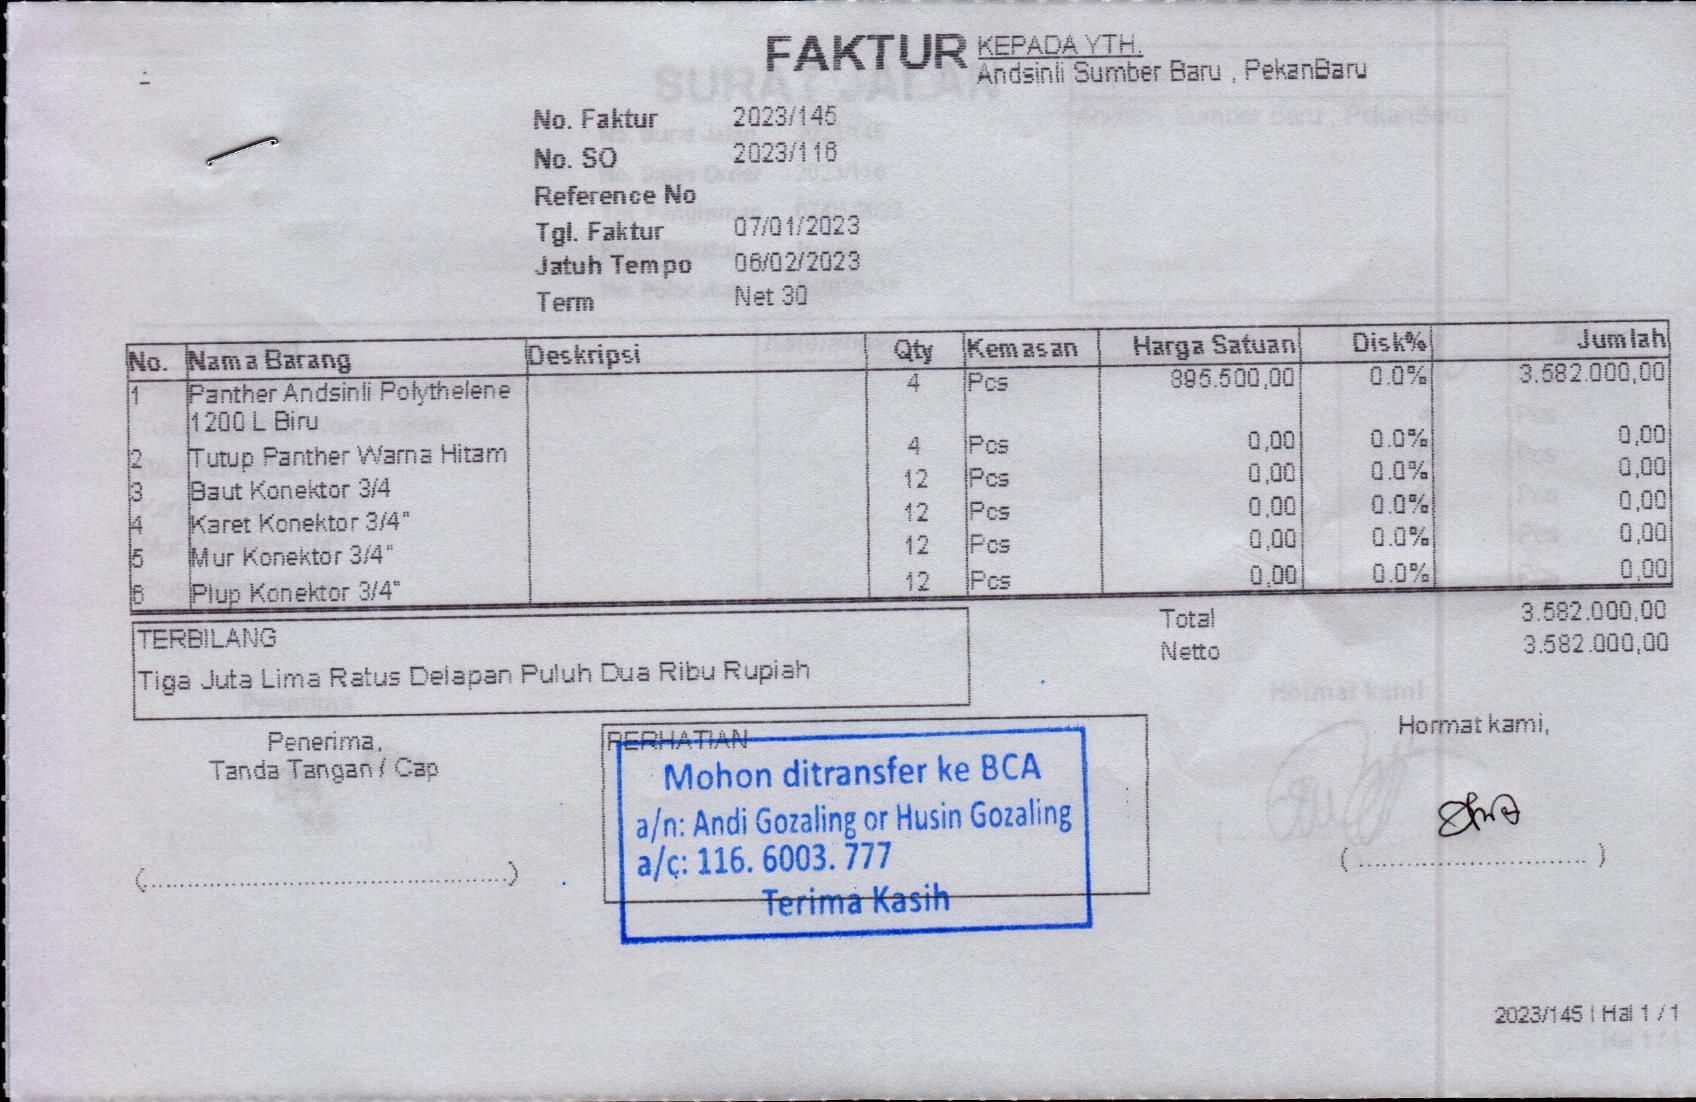 FAKTUR
KEPADA YTH.
Andsinli Sumber Baru , PekanBaru
No. Faktur 2023/145
No. SO 2023/116
Reference No
Tgl. Faktur 07/01/2023
Jatuh Tempo 06/02/2023
Term Net 30
No. Nama Barang Deskripsi Qty Kemasan Harga Satuan Disk% Jumlah
1 Panther Andsinli Polythelene 4 Pcs 895.500,00 0.0% 3.582.000,00
1200 L Biru
2 Tutup Panther Warna Hitam 4 Pcs 0,00 0.0% 0,00
3 Baut Konektor 3/4 12 Pcs 0,00 0.0% 0,00
4 Karet Konektor 3/4" 12 Pcs 0,00 0.0% 0,00
5 Mur Konektor 3/4" 12 Pcs 0,00 0.0% 0,00
6 Plup Konektor 3/4" 12 Pcs 0,00 0.0% 0,00
Total 3.582.000,00
Netto 3.582.000,00
TERBILANG
Tiga Juta Lima Ratus Delapan Puluh Dua Ribu Rupiah
Penerima,
Tanda Tangan / Cap
(................................................)
PERHATIAN
Mohon ditransfer ke BCA
a/n: Andi Gozaling or Husin Gozaling
a/c: 116. 6003. 777
Terima Kasih
Hormat kami,
( ............................... )
2023/145 | Hal 1 / 1